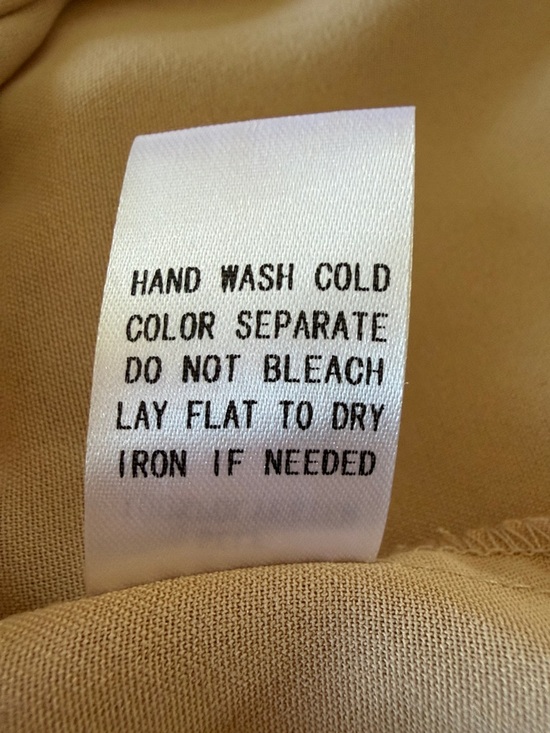 HAND WASH COLD
COLOR SEPARATE
DO NOT BLEACH
LAY FLAT TO DRY
IRON IF NEEDED